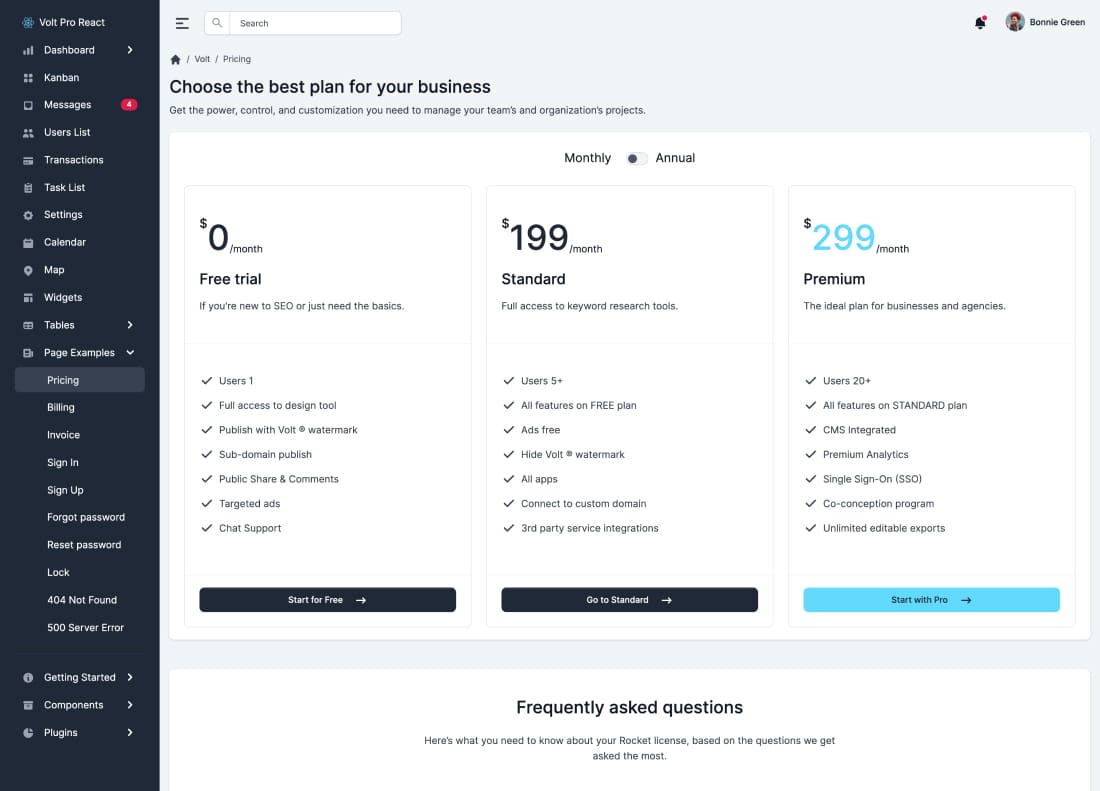 Volt Pro React
Dashboard
Kanban
Messages 4
Users List
Transactions
Task List
Settings
Calendar
Map
Widgets
Tables
Page Examples
Pricing
Billing
Invoice
Sign In
Sign Up
Forgot password
Reset password
Lock
404 Not Found
500 Server Error
Getting Started
Components
Plugins
Search
Bonnie Green
/ Volt / Pricing
Choose the best plan for your business
Get the power, control, and customization you need to manage your team's and organization's projects.
Monthly Annual
$0/month
Free trial
If you're new to SEO or just need the basics.
Users 1
Full access to design tool
Publish with Volt ® watermark
Sub-domain publish
Public Share & Comments
Targeted ads
Chat Support
Start for Free →
$199/month
Standard
Full access to keyword research tools.
Users 5+
All features on FREE plan
Ads free
Hide Volt ® watermark
All apps
Connect to custom domain
3rd party service integrations
Go to Standard →
$299/month
Premium
The ideal plan for businesses and agencies.
Users 20+
All features on STANDARD plan
CMS Integrated
Premium Analytics
Single Sign-On (SSO)
Co-conception program
Unlimited editable exports
Start with Pro →
Frequently asked questions
Here's what you need to know about your Rocket license, based on the questions we get
asked the most.